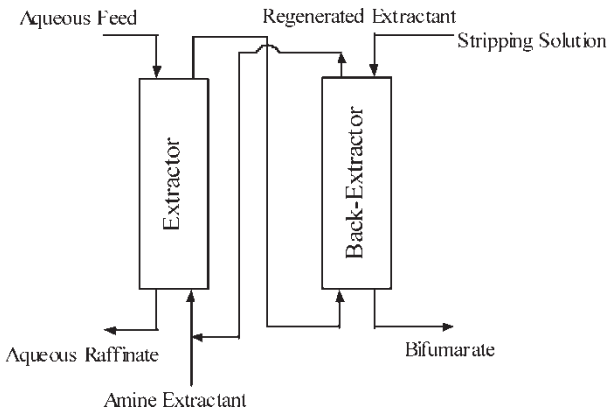 Aqueous Feed
Regenerated Extractant
Stripping Solution
Extractor
Back-Extractor
Aqueous Raffinate
Bifumarate
Amine Extractant